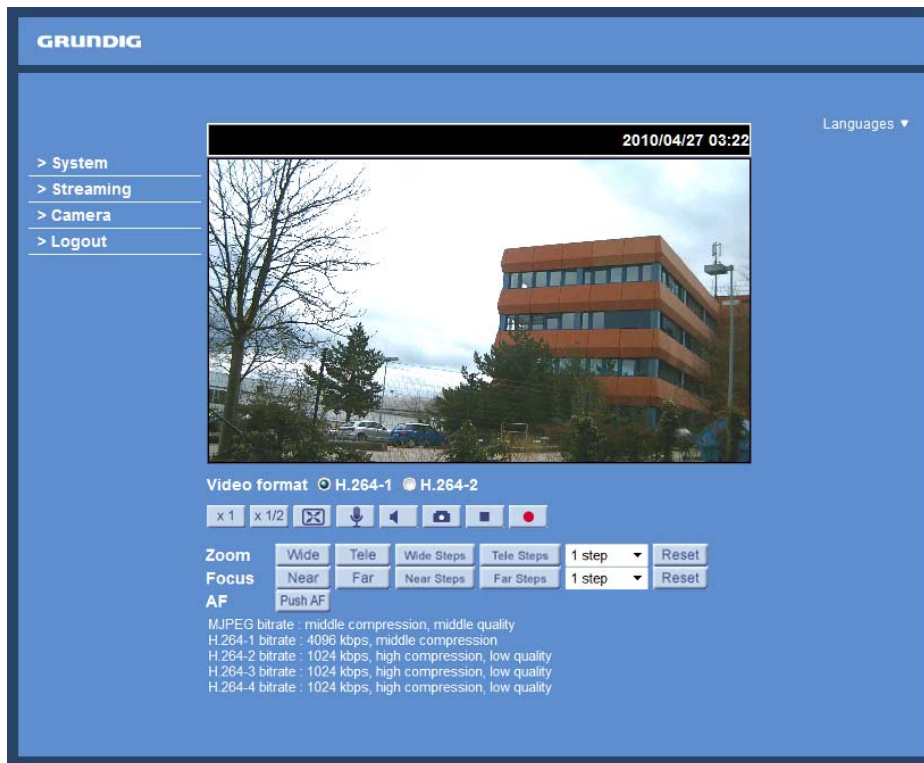 GRUNDIG
Languages ▼
2010/04/27 03:22
> System
> Streaming
> Camera
> Logout
Video format H.264-1 H.264-2
x 1 x 1/2
Zoom Wide Tele Wide Steps Tele Steps 1 step Reset
Focus Near Far Near Steps Far Steps 1 step Reset
AF Push AF
MJPEG bitrate : middle compression, middle quality
H.264-1 bitrate : 4096 kbps, middle compression
H.264-2 bitrate : 1024 kbps, high compression, low quality
H.264-3 bitrate : 1024 kbps, high compression, low quality
H.264-4 bitrate : 1024 kbps, high compression, low quality